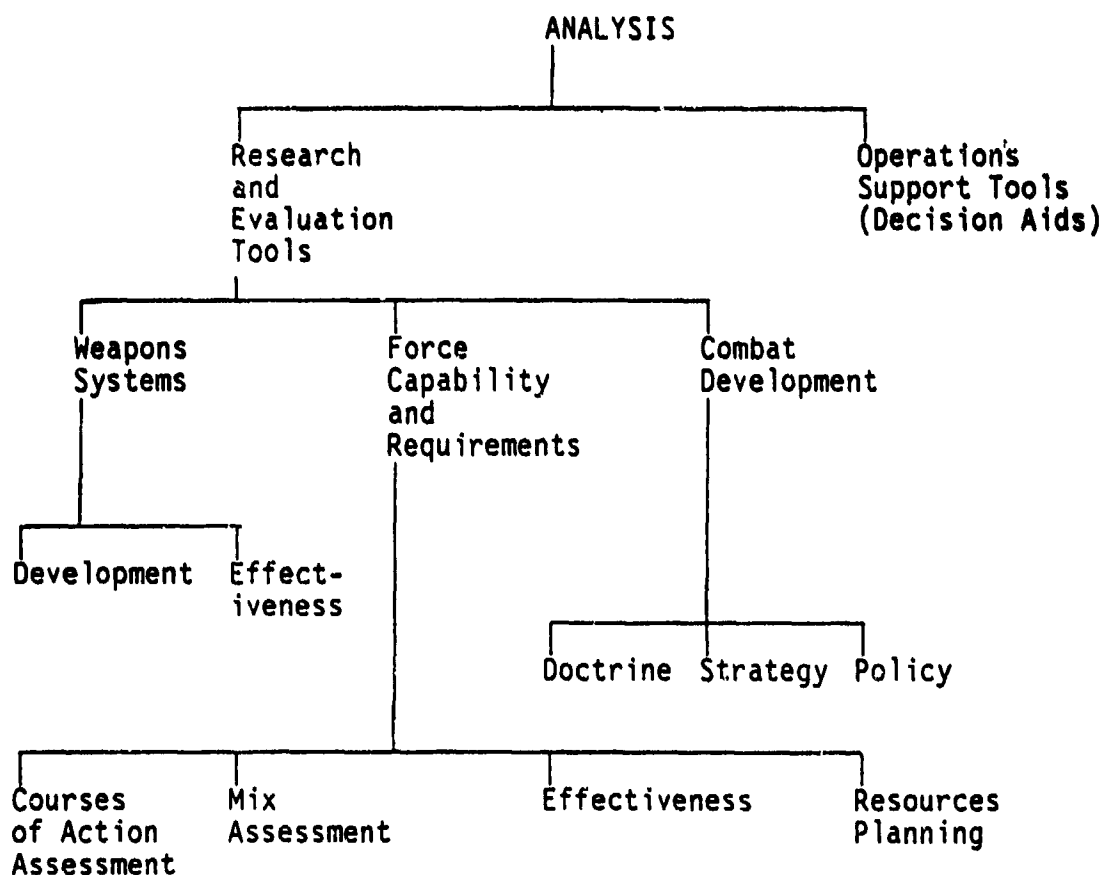 ANALYSIS
Research
and
Evaluation
Tools
Operation's
Support Tools
(Decision Aids)
Weapons
Systems
Force
Capability
and
Requirements
Combat
Development
Development
Effect-
iveness
Doctrine
Strategy
Policy
Courses
of Action
Assessment
Mix
Assessment
Effectiveness
Resources
Planning